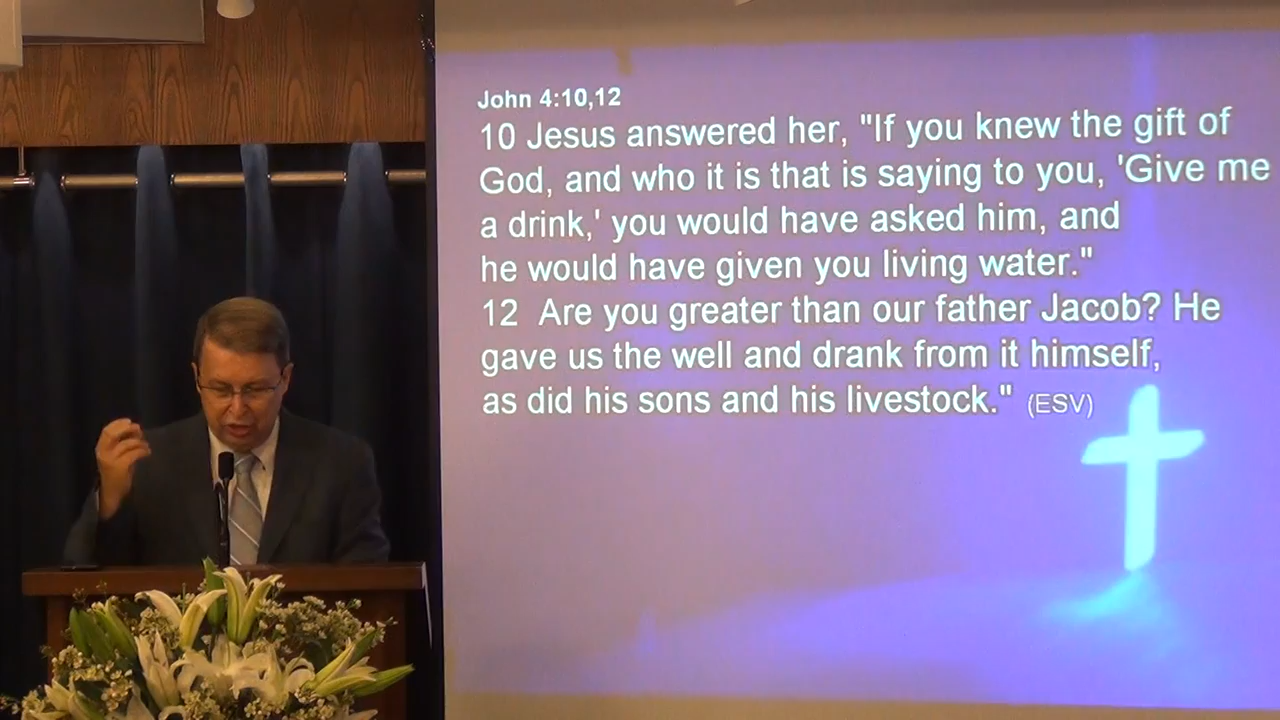 John 4:10,12
10 Jesus answered her, "If you knew the gift of
God, and who it is that is saying to you, 'Give me
a drink,' you would have asked him, and
he would have given you living water."
12  Are you greater than our father Jacob? He
gave us the well and drank from it himself,
as did his sons and his livestock." (ESV)